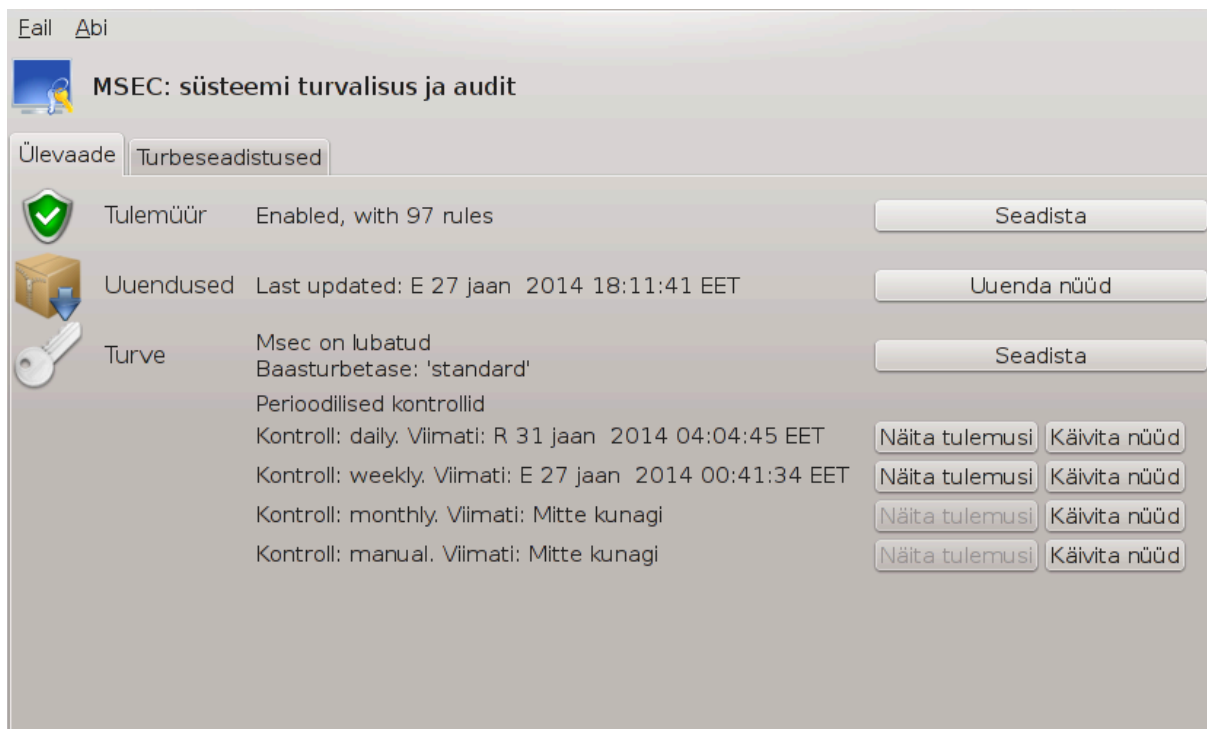 Fail Abi
MSEC: süsteemi turvalisus ja audit
Ülevaade Turbeseadistused
Tulemüür Enabled, with 97 rules Seadista
Uuendused Last updated: E 27 jaan 2014 18:11:41 EET Uuenda nüüd
Turve Msec on lubatud Seadista
Baasturbetase: 'standard'
Perioodilised kontrollid
Kontroll: daily. Viimati: R 31 jaan 2014 04:04:45 EET Näita tulemusi Käivita nüüd
Kontroll: weekly. Viimati: E 27 jaan 2014 00:41:34 EET Näita tulemusi Käivita nüüd
Kontroll: monthly. Viimati: Mitte kunagi Näita tulemusi Käivita nüüd
Kontroll: manual. Viimati: Mitte kunagi Näita tulemusi Käivita nüüd